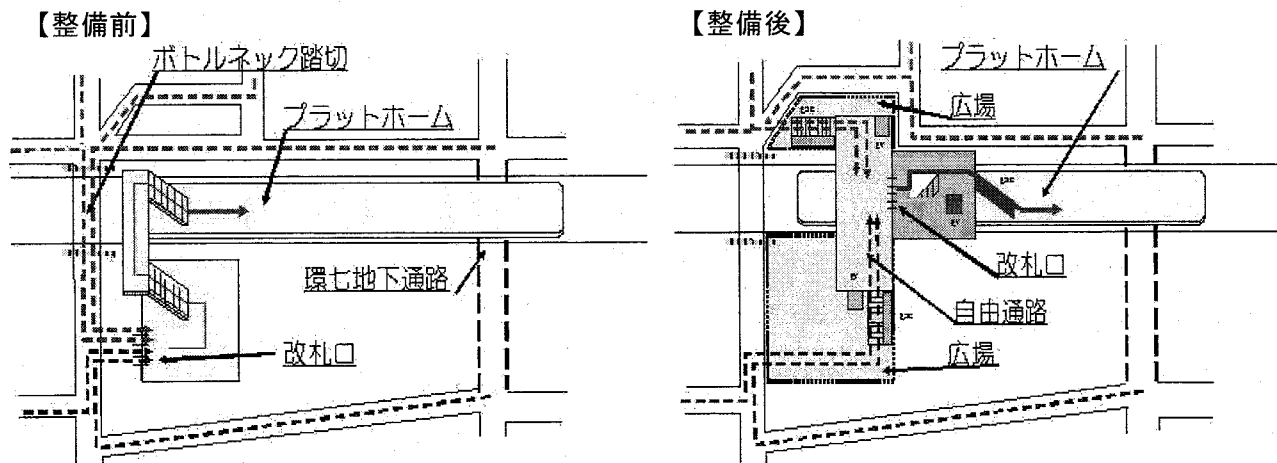 【整備前】
ボトルネック踏切
プラットホーム
環七地下通路
改札口
【整備後】
プラットホーム
広場
改札口
自由通路
広場